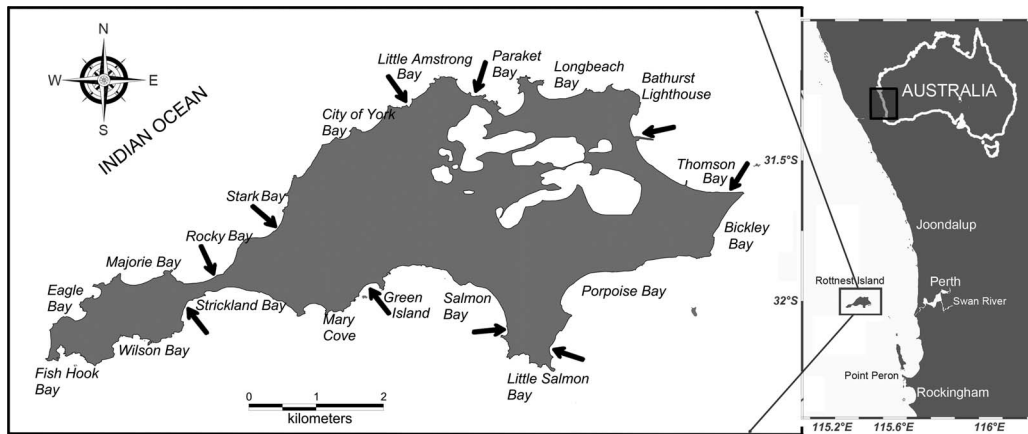 N
W
E
S
INDIAN OCEAN
Little Amstrong
Bay
Paraket
Bay
Longbeach
Bay
Bathurst
Lighthouse
City of York
Bay
Thomson
Bay
Stark Bay
Bickley
Bay
Rocky Bay
Majorie Bay
Eagle
Bay
Strickland Bay
Green
Island
Salmon
Bay
Porpoise Bay
Mary
Cove
Wilson Bay
Fish Hook
Bay
Little Salmon
Bay
0 1 2
kilometers
AUSTRALIA
31.5°S
Joondalup
Rottnest Island
Perth
32°S
Swan River
Point Peron
Rockingham
115.2°E 115.6°E 116°E